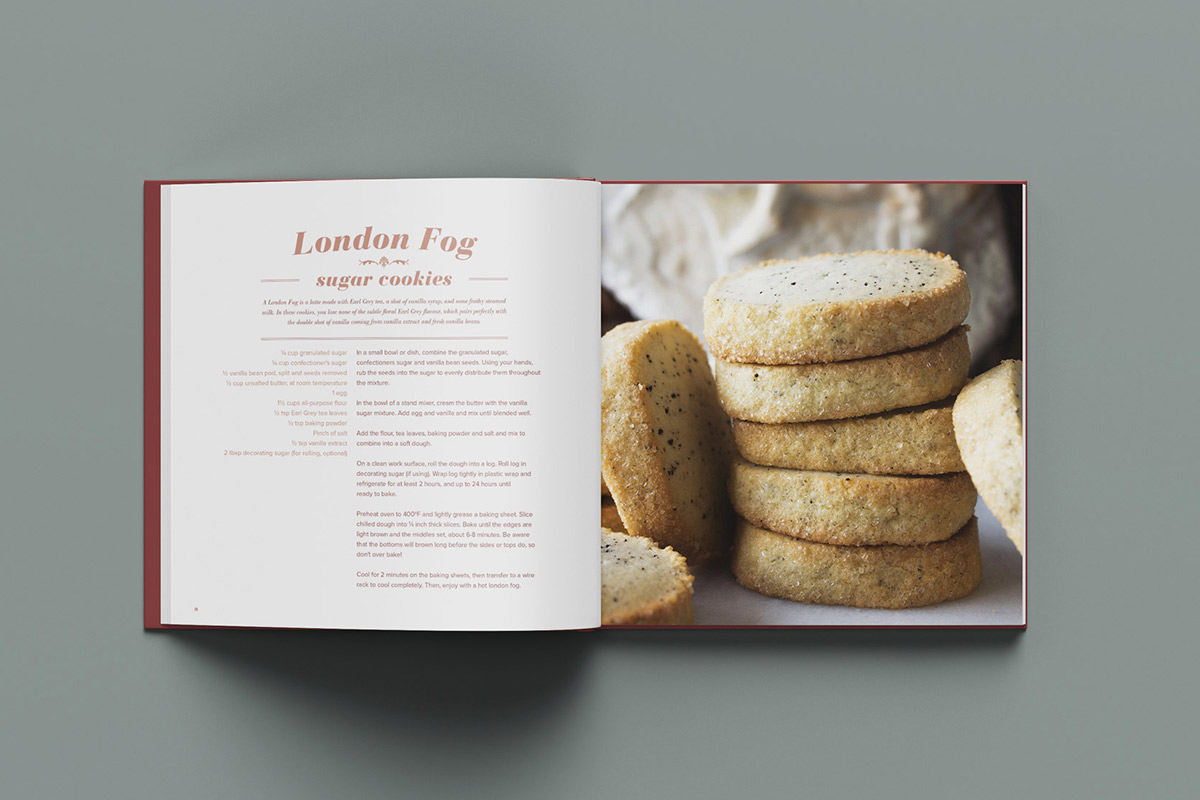 London Fog
sugar cookies
A London Fog is a latte made with Earl Grey tea, a shot of vanilla syrup, and some frothy steamed
milk. In these cookies, you lose none of the subtle floral Earl Grey flavour, which pairs perfectly with
the double shot of vanilla coming from vanilla extract and fresh vanilla beans.
cup granulated sugar
cup confectioner's sugar
½ vanilla bean pod, split and seeds removed
½ cup unsalted butter, at room temperature
1 egg
cups all-purpose flour
½ tsp Earl Grey tea leaves
½ tsp baking powder
Pinch of salt
½ tsp vanilla extract
2 tbsp decorating sugar (for rolling, optional)
In a small bowl or dish, combine the granulated sugar,
confectioners sugar and vanilla bean seeds. Using your hands,
rub the seeds into the sugar to evenly distribute them throughout
the mixture.
In the bowl of a stand mixer, cream the butter with the vanilla
sugar mixture. Add egg and vanilla and mix until blended well.
Add the flour, tea leaves, baking powder and salt and mix to
combine into a soft dough.
On a clean work surface, roll the dough into a log. Roll log in
decorating sugar (if using). Wrap log tightly in plastic wrap and
refrigerate for at least 2 hours, and up to 24 hours until
ready to bake.
Preheat oven to 400°F and lightly grease a baking sheet. Slice
chilled dough into ¼ inch thick slices. Bake until the edges are
light brown and the middles set, about 6-8 minutes. Be aware
that the bottoms will brown long before the sides or tops do, so
don't over bake!
Cool for 2 minutes on the baking sheets, then transfer to a wire
rack to cool completely. Then, enjoy with a hot london fog.